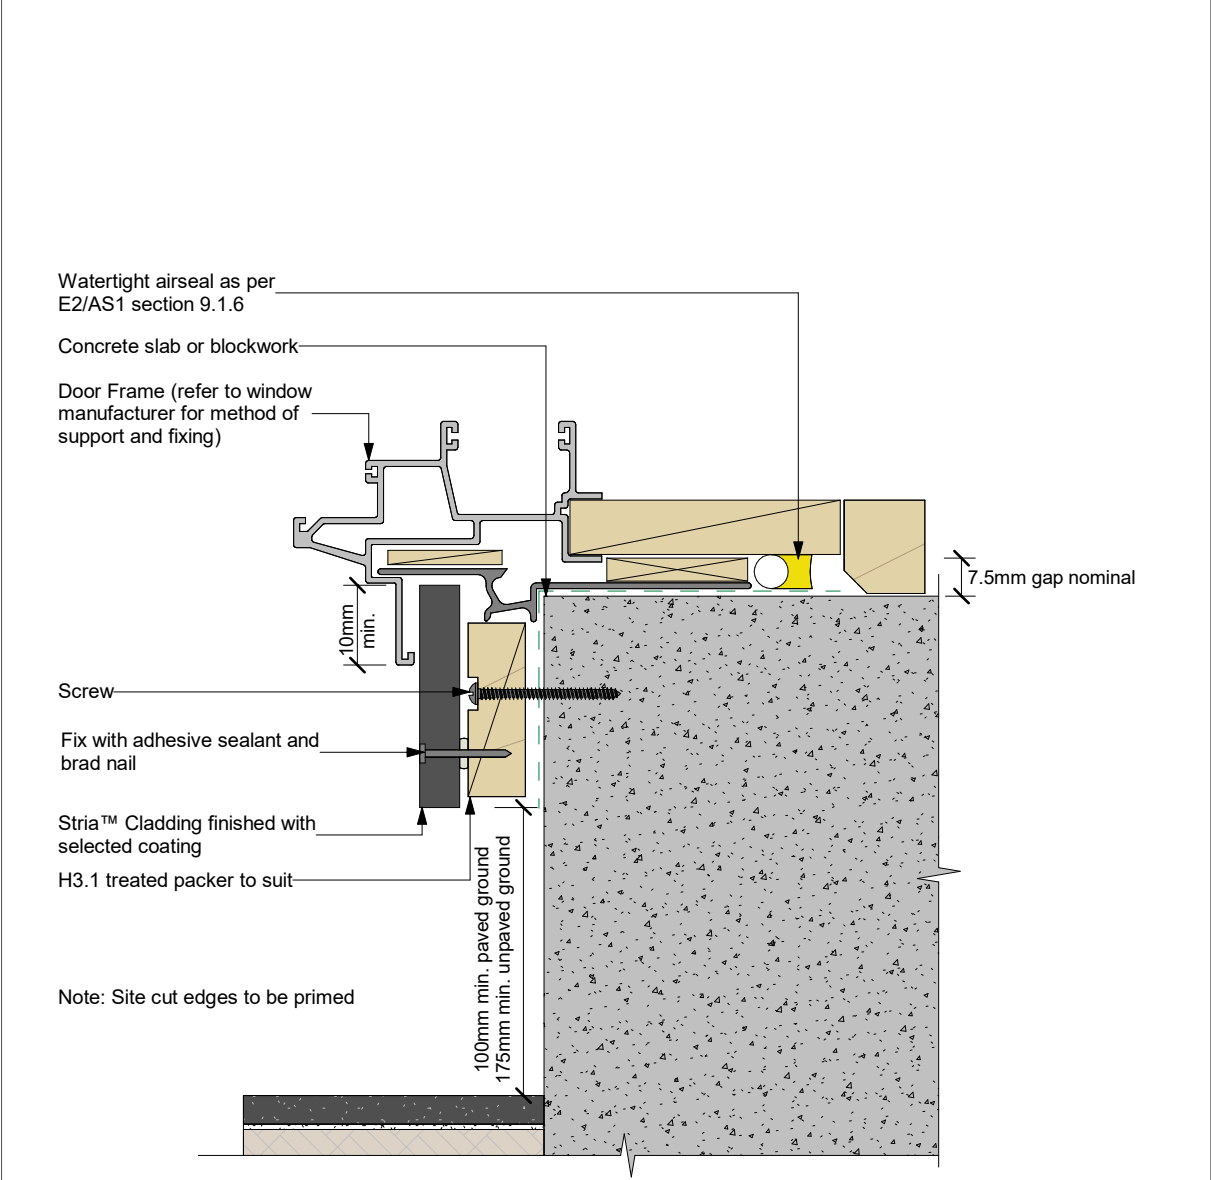 Watertight airseal as per
E2/AS1 section 9.1.6
Concrete slab or blockwork
Door Frame (refer to window
manufacturer for method of
support and fixing)
7.5mm gap nominal
10mm
min.
Screw
Fix with adhesive sealant and
brad nail
Stria™ Cladding finished with
selected coating
H3.1 treated packer to suit
100mm min. paved ground
175mm min. unpaved ground
Note: Site cut edges to be primed